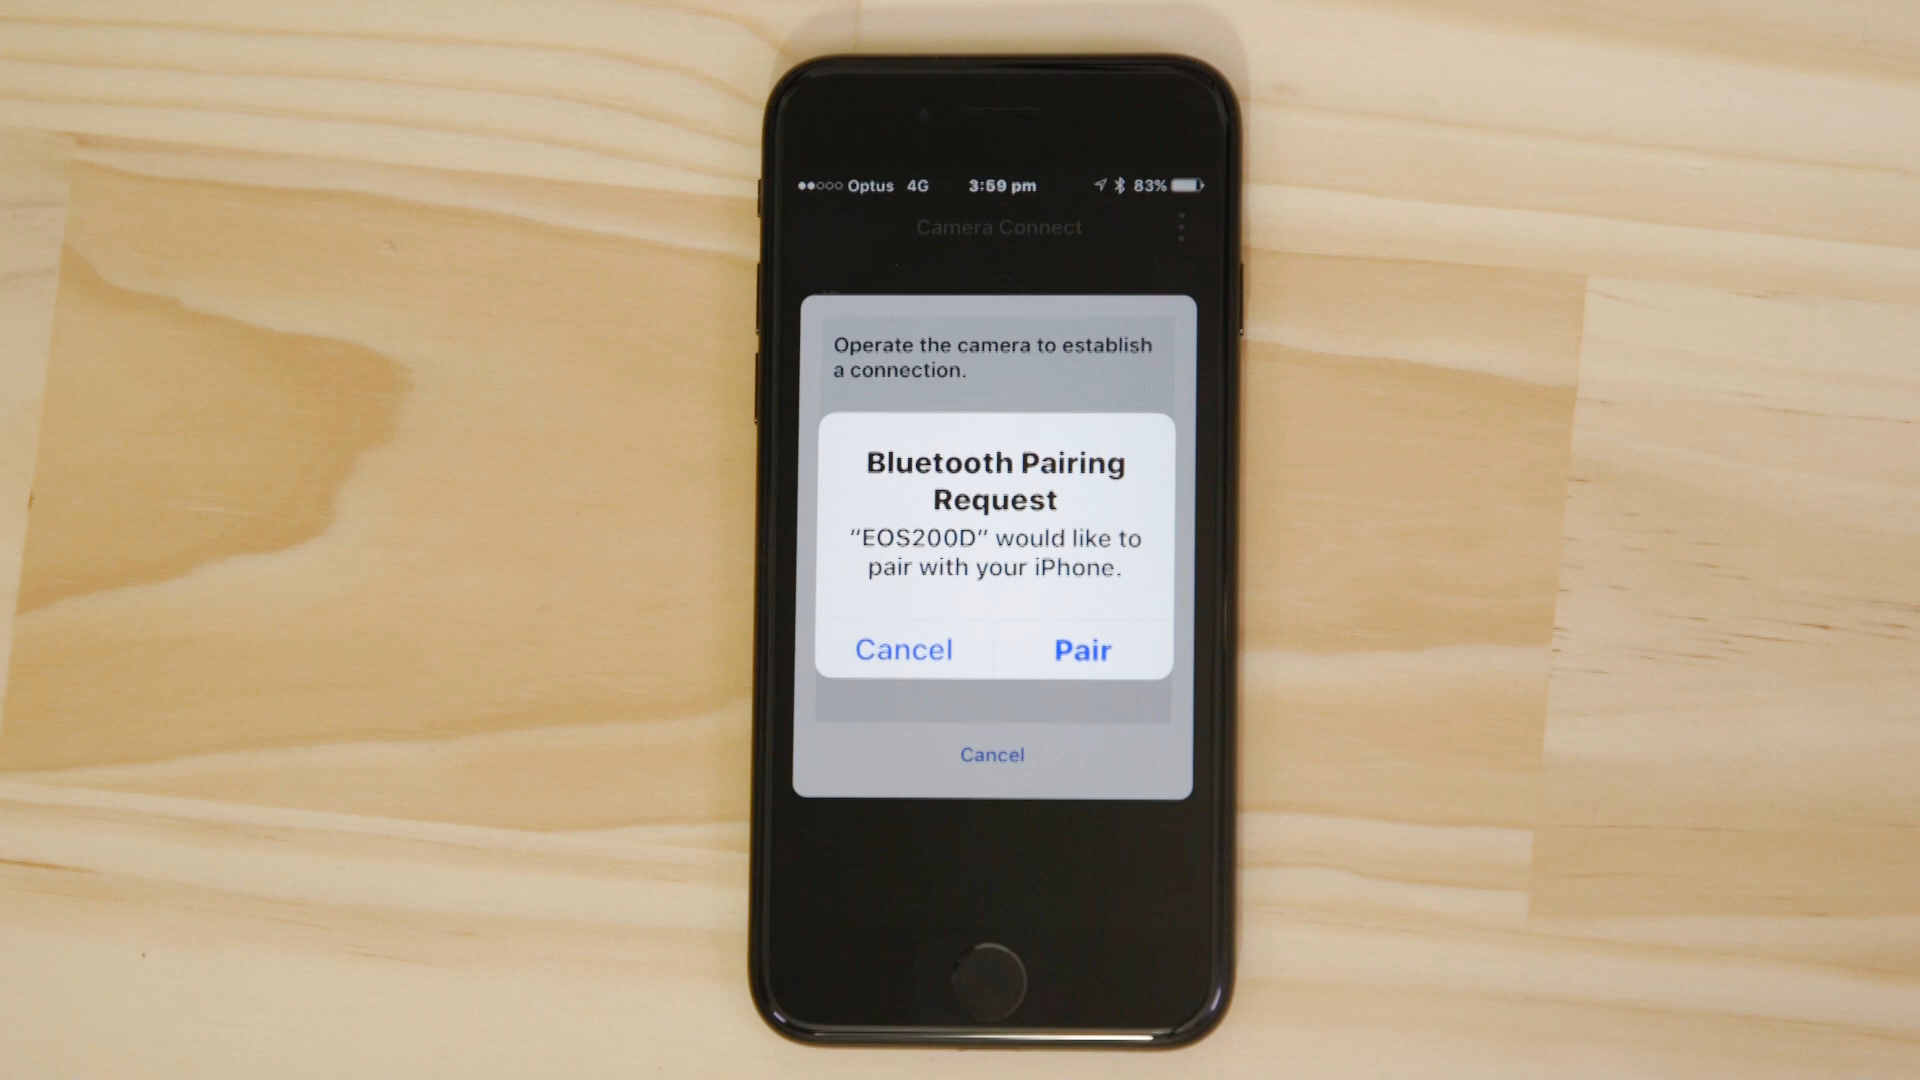 Optus 4G 3:59 pm 83%
Camera Connect
Operate the camera to establish
a connection.
Bluetooth Pairing
Request
“EOS200D” would like to
pair with your iPhone.
Cancel Pair
Cancel